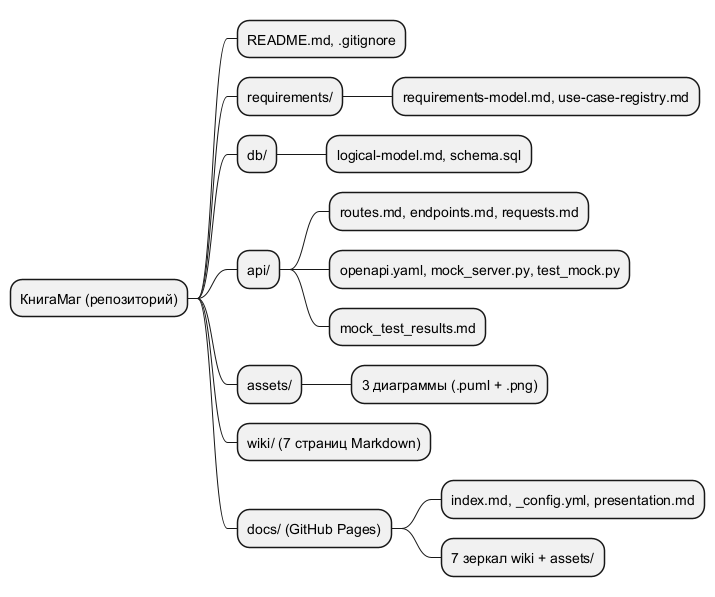 КнигаМаг (репозиторий)
README.md, .gitignore
requirements/
requirements-model.md, use-case-registry.md
db/
logical-model.md, schema.sql
api/
routes.md, endpoints.md, requests.md
openapi.yaml, mock_server.py, test_mock.py
mock_test_results.md
assets/
3 диаграммы (.puml + .png)
wiki/ (7 страниц Markdown)
docs/ (GitHub Pages)
index.md, _config.yml, presentation.md
7 зеркал wiki + assets/